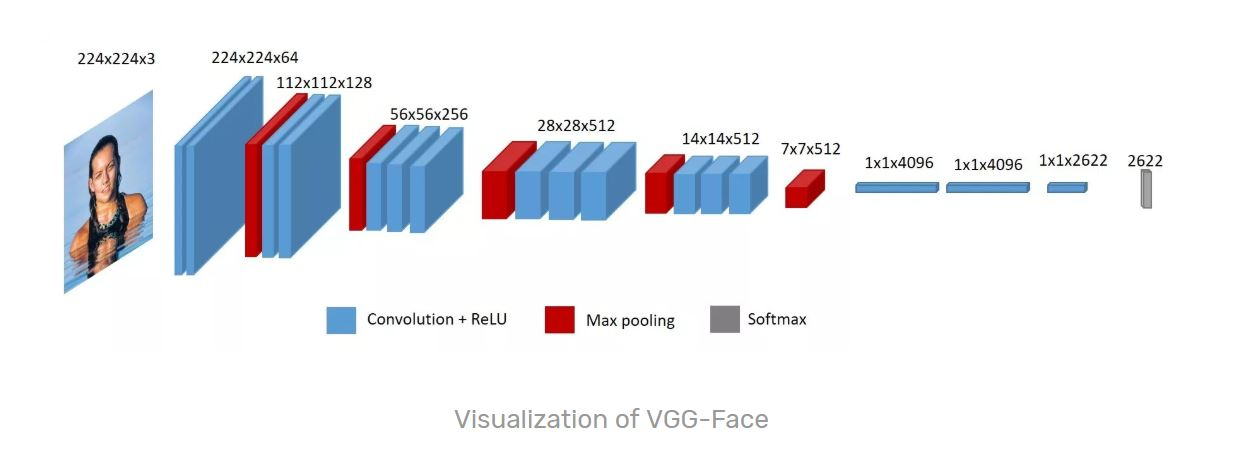 224x224x3
224x224x64
112x112x128
56x56x256
28x28x512
14x14x512
7x7x512
1x1x4096
1x1x4096
1x1x2622
2622
Convolution + ReLU
Max pooling
Softmax
Visualization of VGG-Face